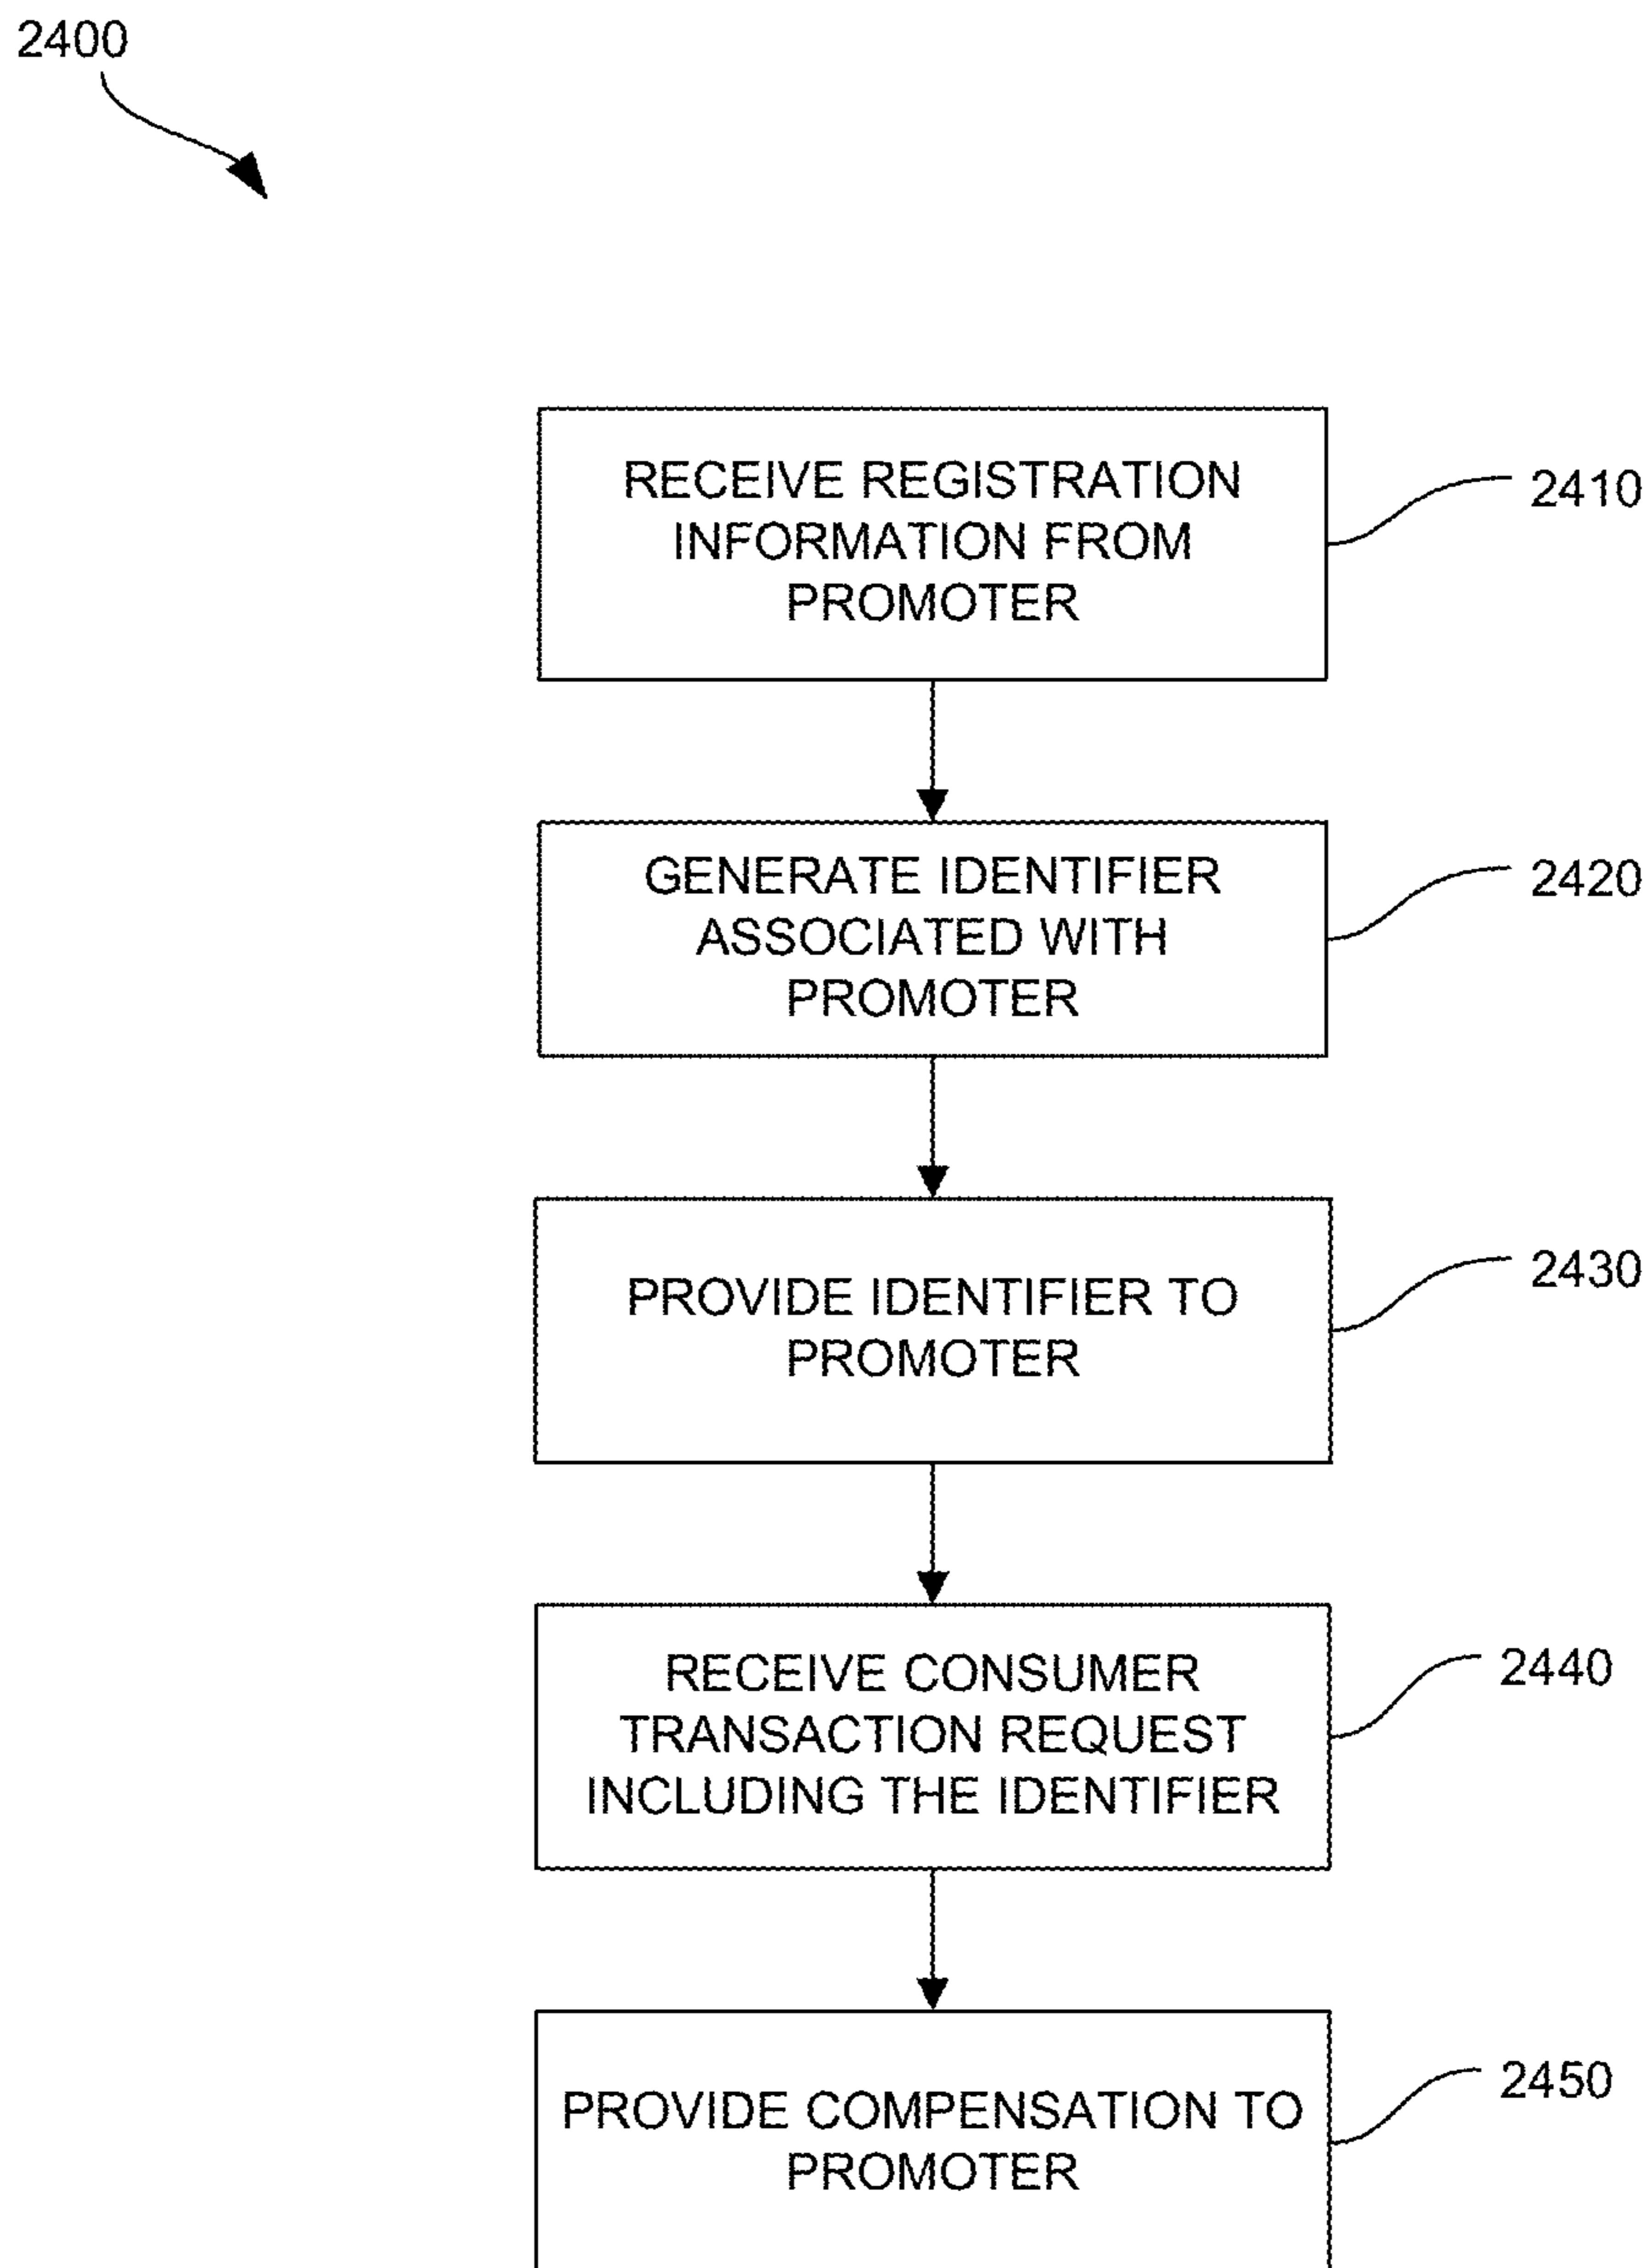 2400
RECEIVE REGISTRATION
INFORMATION FROM
PROMOTER
2410
GENERATE IDENTIFIER
ASSOCIATED WITH
PROMOTER
2420
PROVIDE IDENTIFIER TO
PROMOTER
2430
RECEIVE CONSUMER
TRANSACTION REQUEST
INCLUDING THE IDENTIFIER
2440
PROVIDE COMPENSATION TO
PROMOTER
2450